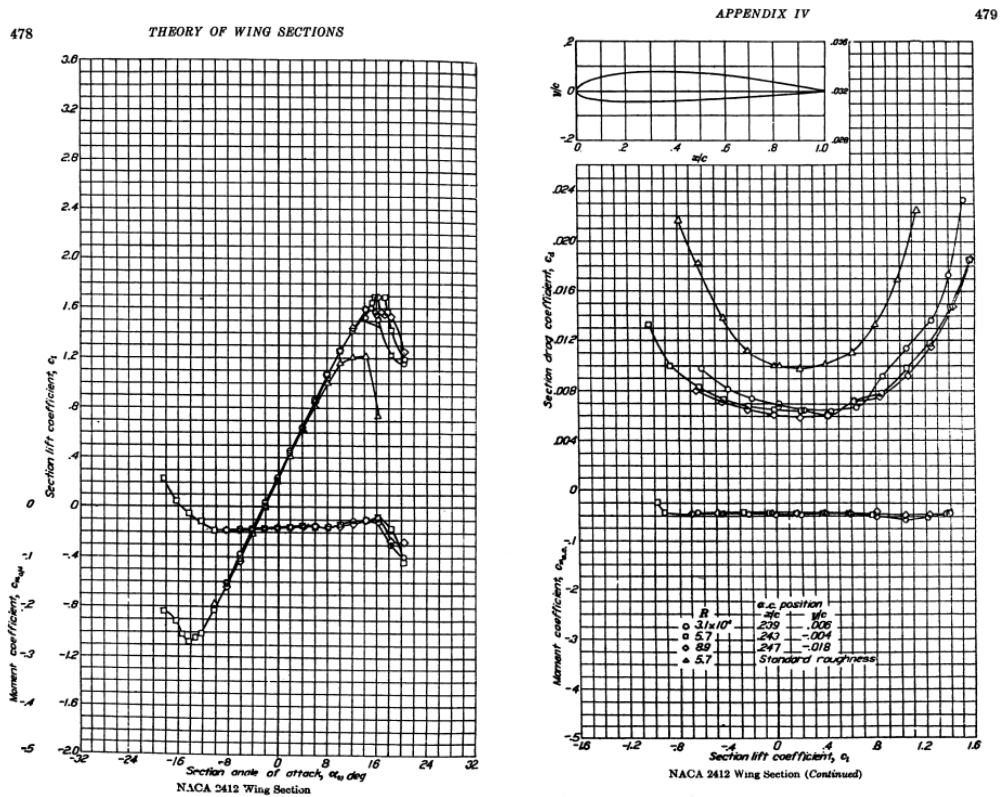 478
THEORY OF WING SECTIONS
3.6
3.2
2.8
2.4
2.0
1.6
1.2
.8
.4
0
-.4
-.8
-1.2
-1.6
-2.0
Section lift coefficient, c_l
0
-.1
-.2
-.3
-.4
-.5
Moment coefficient, c_mc/4
-32 -24 -16 -8 0 8 16 24 32
Section angle of attack, α_0, deg
NACA 2412 Wing Section
APPENDIX IV
479
.2
0
-.2
y/c
0 .2 .4 .6 .8 1.0
x/c
.036
.032
.028
.024
.020
.016
.012
.008
.004
0
Section drag coefficient, c_d
-.1
-.2
-.3
-.4
-.5
Moment coefficient, c_ma.c.
a.c. position
R x/c y/c
○ 3.1×10⁶ .239 .006
□ 5.7 .243 -.004
◇ 8.9 .247 -.018
△ 5.7 Standard roughness
-1.6 -1.2 -.8 -.4 0 .4 .8 1.2 1.6
Section lift coefficient, c_l
NACA 2412 Wing Section (Continued)